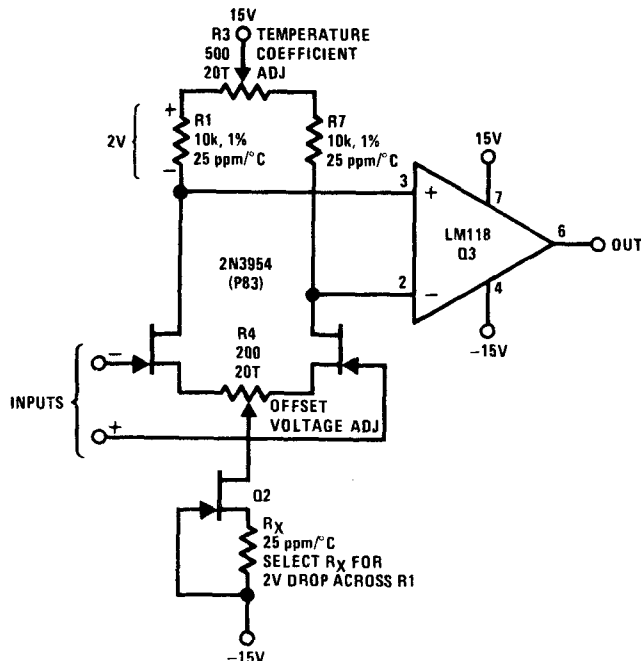 15V
R3 TEMPERATURE
500 COEFFICIENT
20T ADJ
+
2V
−
R1
10k, 1%
25 ppm/°C
R7
10k, 1%
25 ppm/°C
3
+
15V
7
LM118
Q3
6
OUT
2
−
4
−15V
2N3954
(P83)
R4
200
20T
INPUTS
−
+
OFFSET
VOLTAGE ADJ
Q2
RX
25 ppm/°C
SELECT RX FOR
2V DROP ACROSS R1
−15V